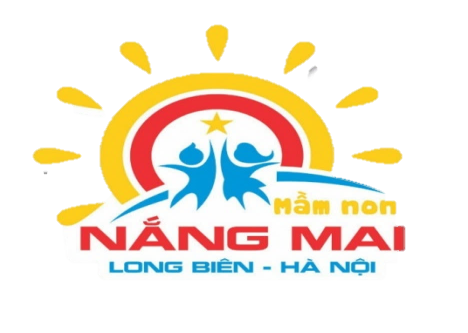 Mầm non
NẮNG MAI
LONG BIÊN - HÀ NỘI